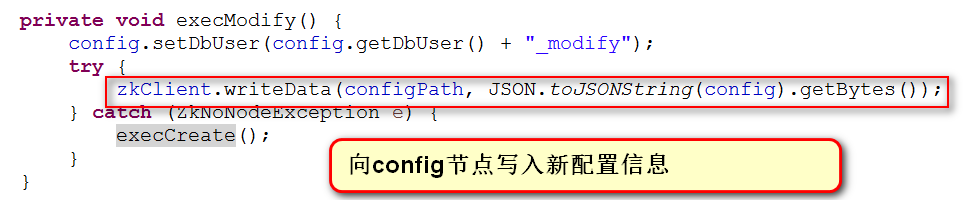 private void execModify() {
config.setDbUser(config.getDbUser() + "_modify");
try {
zkClient.writeData(configPath, JSON.toJSONString(config).getBytes());
} catch (ZkNoNodeException e) {
execCreate();
}
向config节点写入新配置信息
}